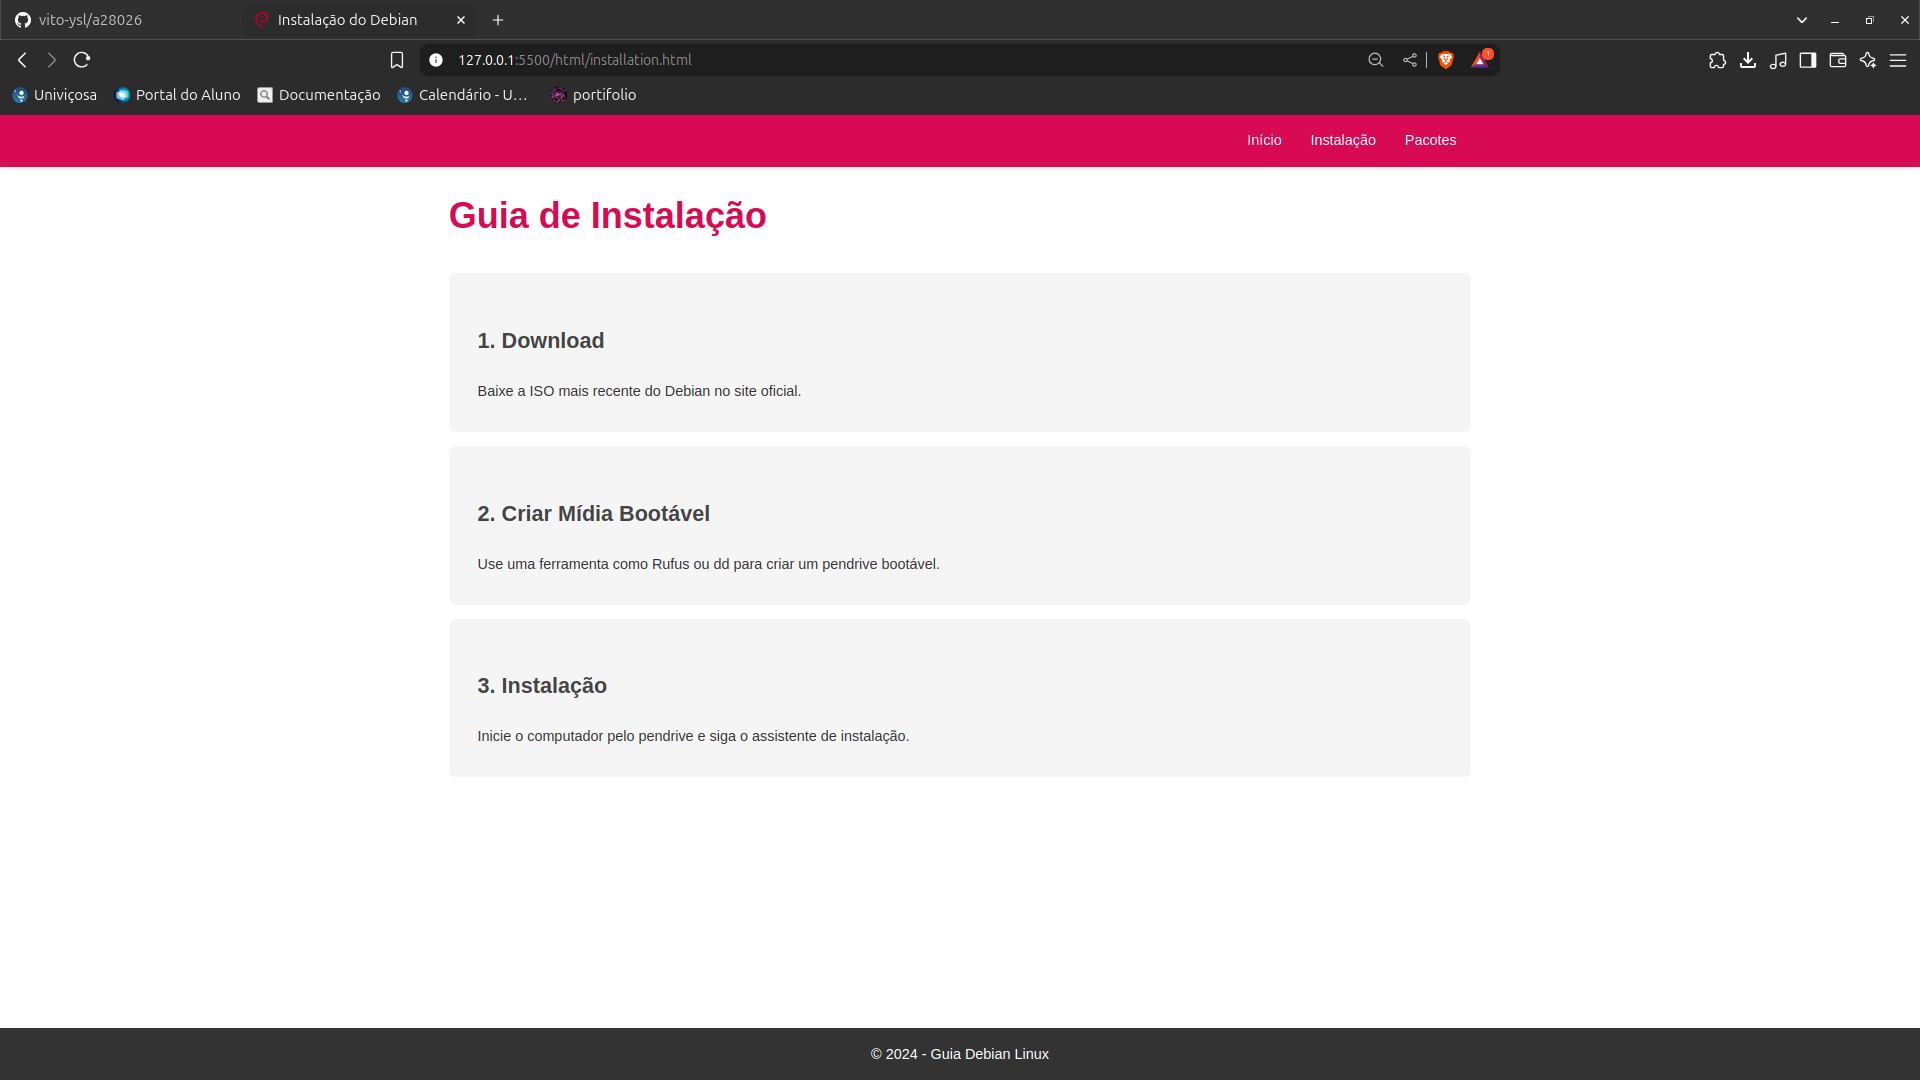 vito-ysl/a28026
Instalação do Debian
127.0.0.1:5500/html/installation.html
1
Univiçosa
Portal do Aluno
Documentação
Calendário - U...
portifolio
Início
Instalação
Pacotes
Guia de Instalação
1. Download
Baixe a ISO mais recente do Debian no site oficial.
2. Criar Mídia Bootável
Use uma ferramenta como Rufus ou dd para criar um pendrive bootável.
3. Instalação
Inicie o computador pelo pendrive e siga o assistente de instalação.
© 2024 - Guia Debian Linux